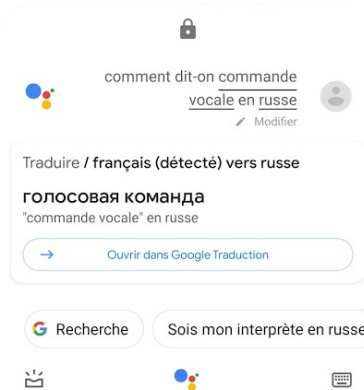 comment dit-on commande
vocale en russe
Modifier
Traduire / français (détecté) vers russe
голосовая команда
"commande vocale" en russe
Ouvrir dans Google Traduction
G Recherche
Sois mon interprète en russe